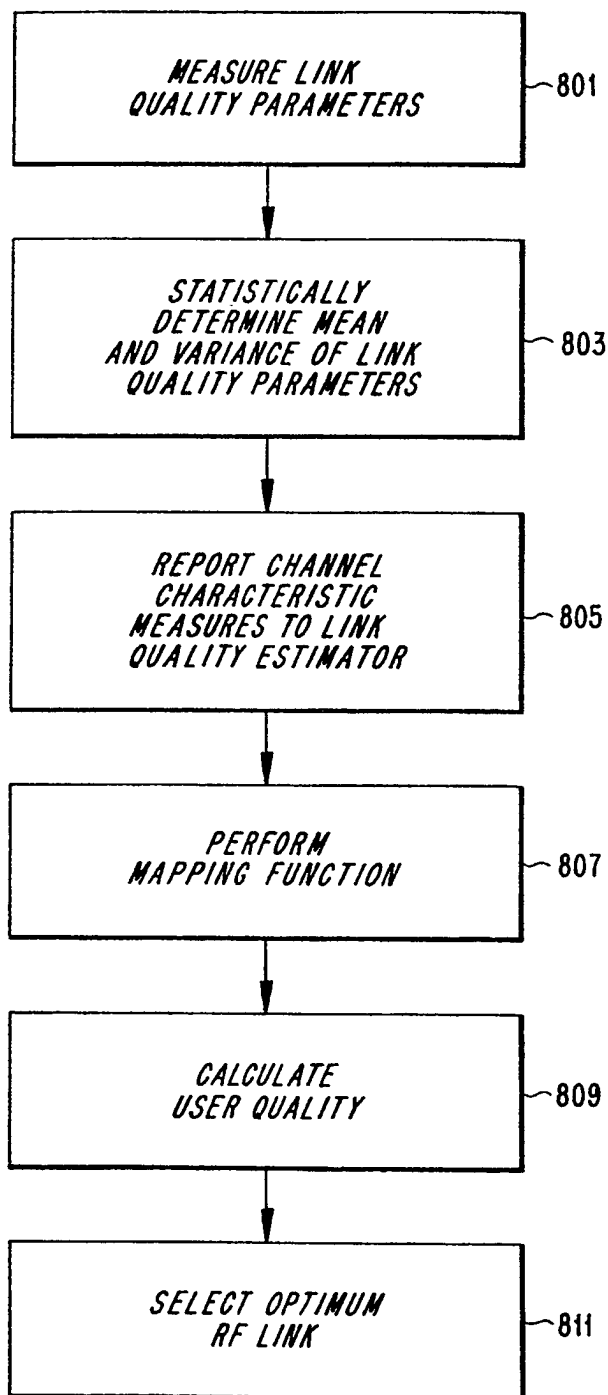 MEASURE LINK
QUALITY PARAMETERS
801
STATISTICALLY
DETERMINE MEAN
AND VARIANCE OF LINK
QUALITY PARAMETERS
803
REPORT CHANNEL
CHARACTERISTIC
MEASURES TO LINK
QUALITY ESTIMATOR
805
PERFORM
MAPPING FUNCTION
807
CALCULATE
USER QUALITY
809
SELECT OPTIMUM
RF LINK
811